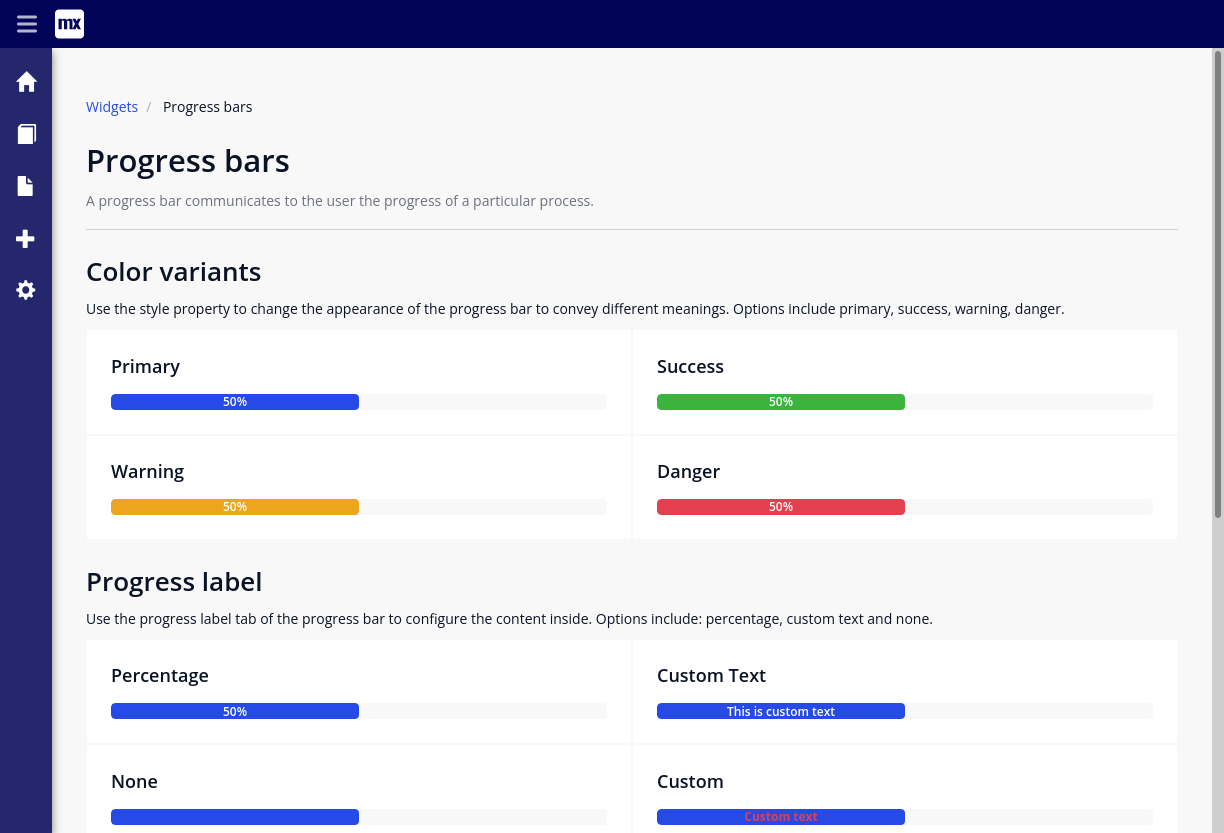 mx
Widgets / Progress bars
Progress bars
A progress bar communicates to the user the progress of a particular process.
Color variants
Use the style property to change the appearance of the progress bar to convey different meanings. Options include primary, success, warning, danger.
Primary
50%
Success
50%
Warning
50%
Danger
50%
Progress label
Use the progress label tab of the progress bar to configure the content inside. Options include: percentage, custom text and none.
Percentage
50%
Custom Text
This is custom text
None
Custom
Custom text